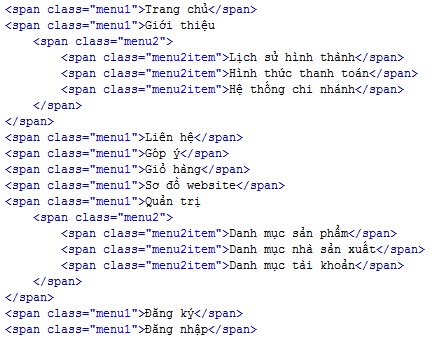 <span class="menu1">Trang chủ</span>
<span class="menu1">Giới thiệu
    <span class="menu2">
        <span class="menu2item">Lịch sử hình thành</span>
        <span class="menu2item">Hình thức thanh toán</span>
        <span class="menu2item">Hệ thống chi nhánh</span>
    </span>
</span>
<span class="menu1">Liên hệ</span>
<span class="menu1">Góp ý</span>
<span class="menu1">Giỏ hàng</span>
<span class="menu1">Sơ đồ website</span>
<span class="menu1">Quản trị
    <span class="menu2">
        <span class="menu2item">Danh mục sản phẩm</span>
        <span class="menu2item">Danh mục nhà sản xuất</span>
        <span class="menu2item">Danh mục tài khoản</span>
    </span>
</span>
<span class="menu1">Đăng ký</span>
<span class="menu1">Đăng nhập</span>